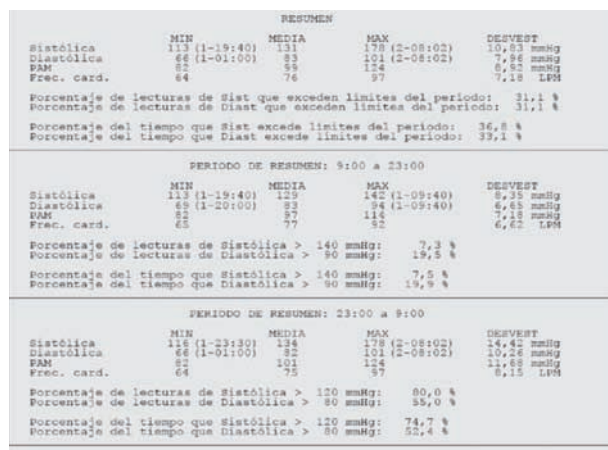 RESUMEN
MIN MEDIA MAX DESVEST
Sistólica 113 (1-19:40) 131 178 (2-08:02) 10,83 mmHg
Diastólica 66 (1-01:00) 83 101 (2-08:02) 7,96 mmHg
PAM 82 99 124 8,92 mmHg
Frec. card. 64 76 97 7,18 LPM
Porcentaje de lecturas de Sist que exceden limites del periodo: 31,1 %
Porcentaje de lecturas de Diast que exceden limites del periodo: 31,1 %
Porcentaje del tiempo que Sist excede limites del periodo: 36,8 %
Porcentaje del tiempo que Diast excede limites del periodo: 33,1 %
PERIODO DE RESUMEN: 9:00 a 23:00
MIN MEDIA MAX DESVEST
Sistólica 113 (1-19:40) 129 142 (1-09:40) 8,35 mmHg
Diastólica 69 (1-20:00) 83 94 (1-09:40) 6,65 mmHg
PAM 82 97 114 7,18 mmHg
Frec. card. 65 77 92 6,62 LPM
Porcentaje de lecturas de Sistólica > 140 mmHg: 7,3 %
Porcentaje de lecturas de Diastólica > 90 mmHg: 19,5 %
Porcentaje del tiempo que Sistólica > 140 mmHg: 7,5 %
Porcentaje del tiempo que Diastólica > 90 mmHg: 19,9 %
PERIODO DE RESUMEN: 23:00 a 9:00
MIN MEDIA MAX DESVEST
Sistólica 116 (1-23:30) 134 178 (2-08:02) 14,42 mmHg
Diastólica 66 (1-01:00) 82 101 (2-08:02) 10,26 mmHg
PAM 82 101 124 11,68 mmHg
Frec. card. 64 75 97 8,15 LPM
Porcentaje de lecturas de Sistólica > 120 mmHg: 80,0 %
Porcentaje de lecturas de Diastólica > 80 mmHg: 55,0 %
Porcentaje del tiempo que Sistólica > 120 mmHg: 74,7 %
Porcentaje del tiempo que Diastólica > 80 mmHg: 52,4 %